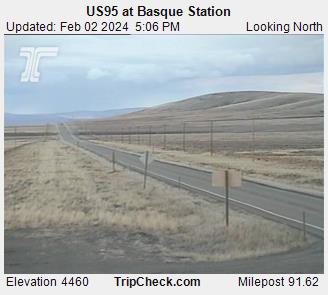 US95 at Basque Station
Updated: Feb 02 2024 5:06 PM Looking North
Elevation 4460 TripCheck.com Milepost 91.62